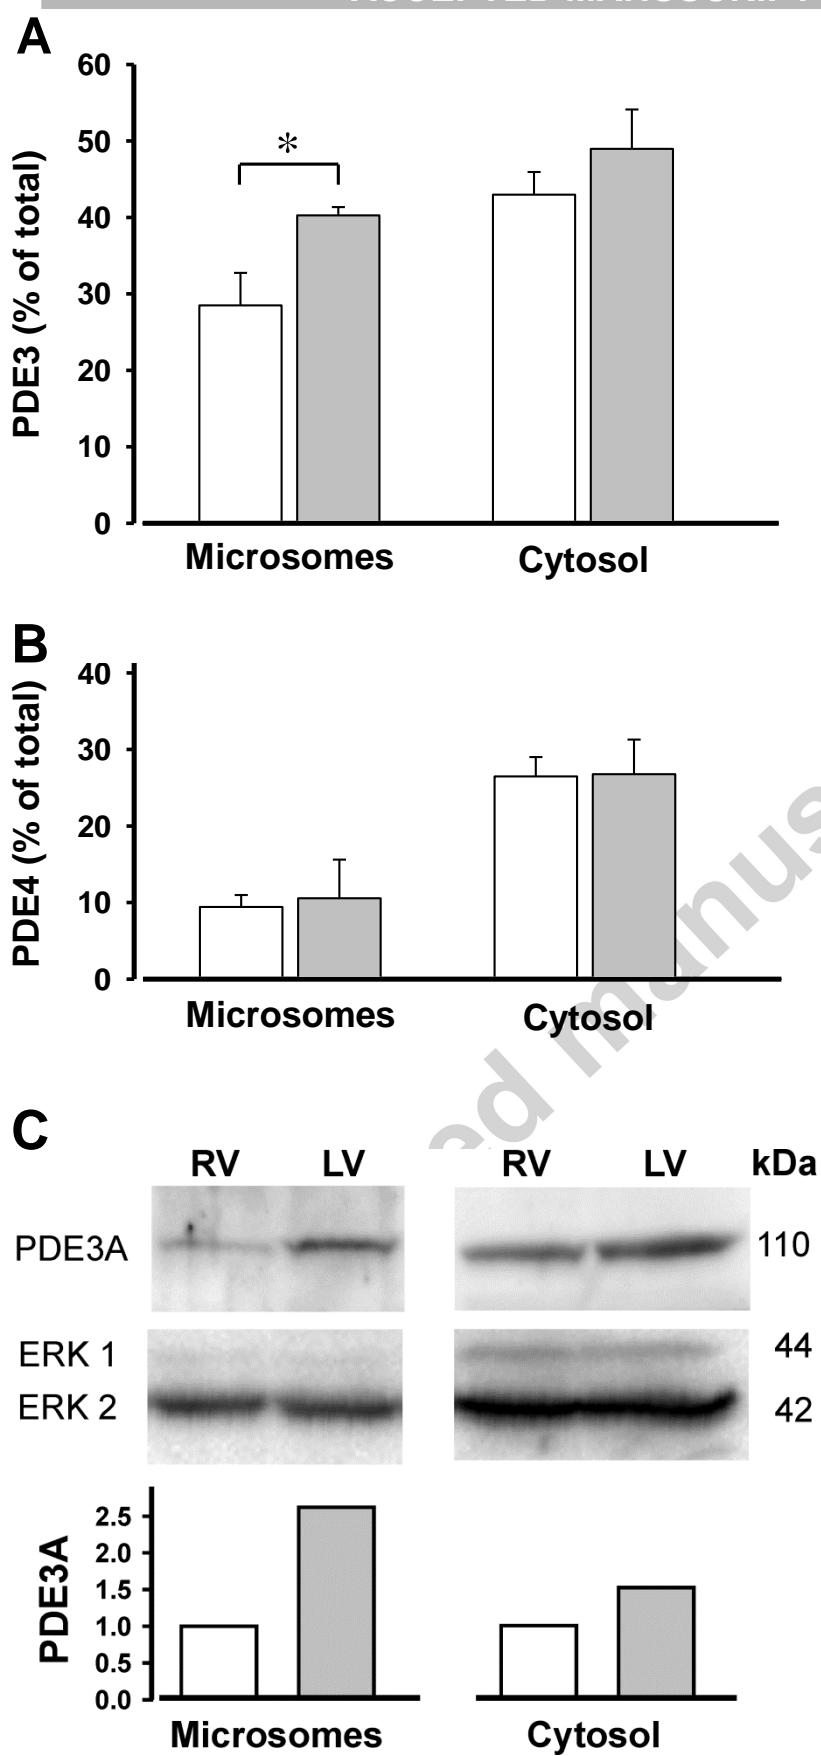 A
60
50
40
30
20
10
0
PDE3 (% of total)
*
Microsomes Cytosol
B
40
30
20
10
0
PDE4 (% of total)
Microsomes Cytosol
C
RV LV RV LV kDa
PDE3A 110
ERK 1 44
ERK 2 42
2.5
2.0
1.5
1.0
0.5
0.0
PDE3A
Microsomes Cytosol